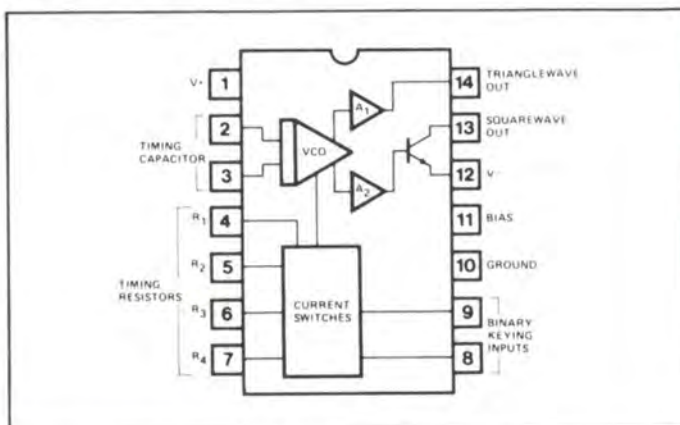 V+ 1
2
TIMING CAPACITOR
3
R1 4
R2 5
TIMING RESISTORS
R3 6
R4 7
VCO
A1
A2
CURRENT SWITCHES
14 TRIANGLEWAVE OUT
13 SQUAREWAVE OUT
12 V-
11 BIAS
10 GROUND
9
BINARY KEYING INPUTS
8